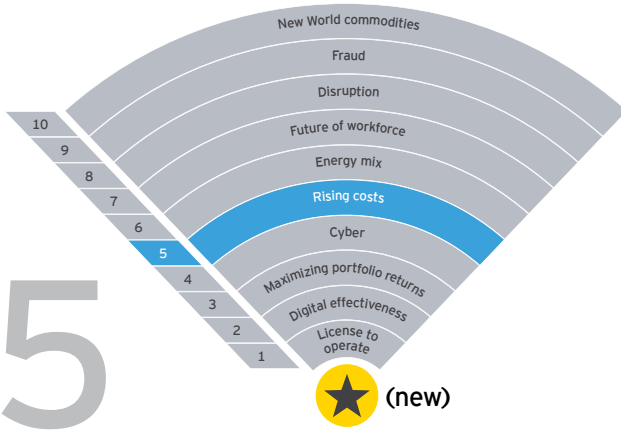 New World commodities
Fraud
Disruption
Future of workforce
Energy mix
Rising costs
Cyber
Maximizing portfolio returns
Digital effectiveness
License to
operate
10
9
8
7
6
5
4
3
2
1
5
(new)